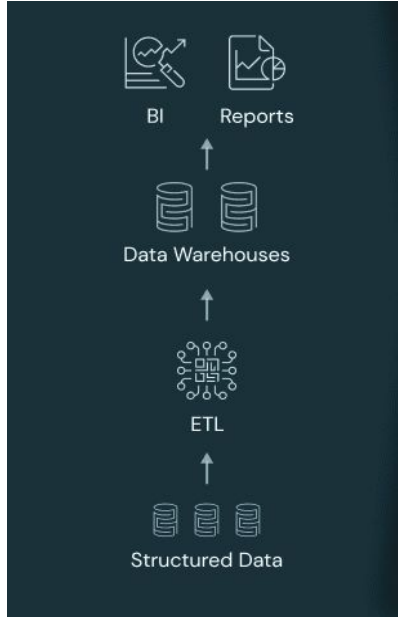 BI Reports
Data Warehouses
ETL
Structured Data